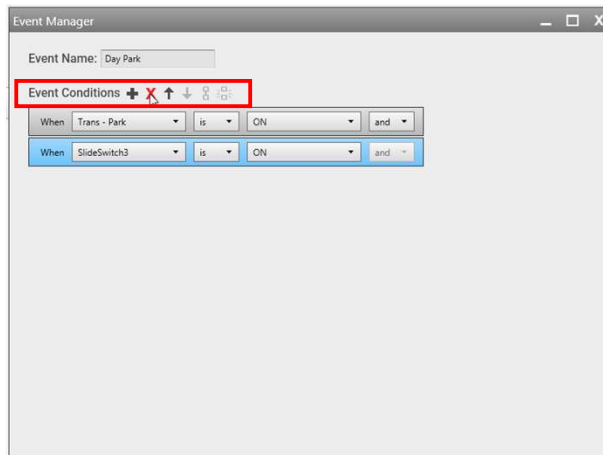 Event Manager
Event Name: Day Park
Event Conditions
When Trans - Park is ON and
When SlideSwitch3 is ON and